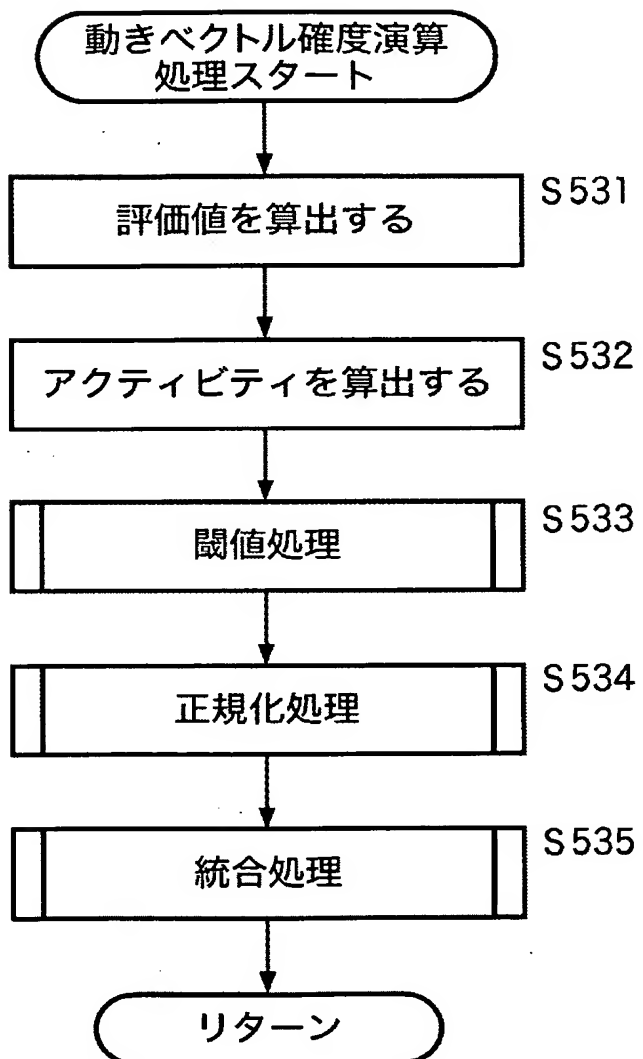 動きベクトル確度演算
処理スタート
評価値を算出する
S531
アクティビティを算出する
S532
閾値処理
S533
正規化処理
S534
統合処理
S535
リターン